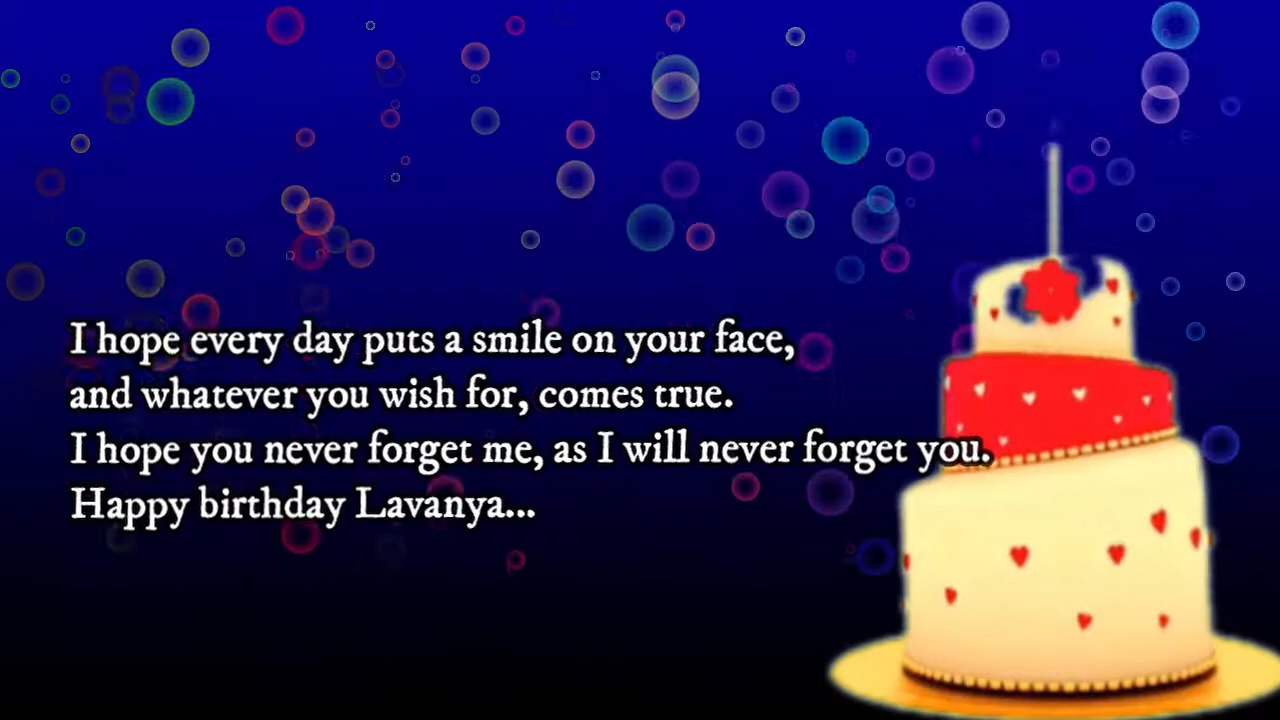 I hope every day puts a smile on your face,
and whatever you wish for, comes true.
I hope you never forget me, as I will never forget you.
Happy birthday Lavanya...